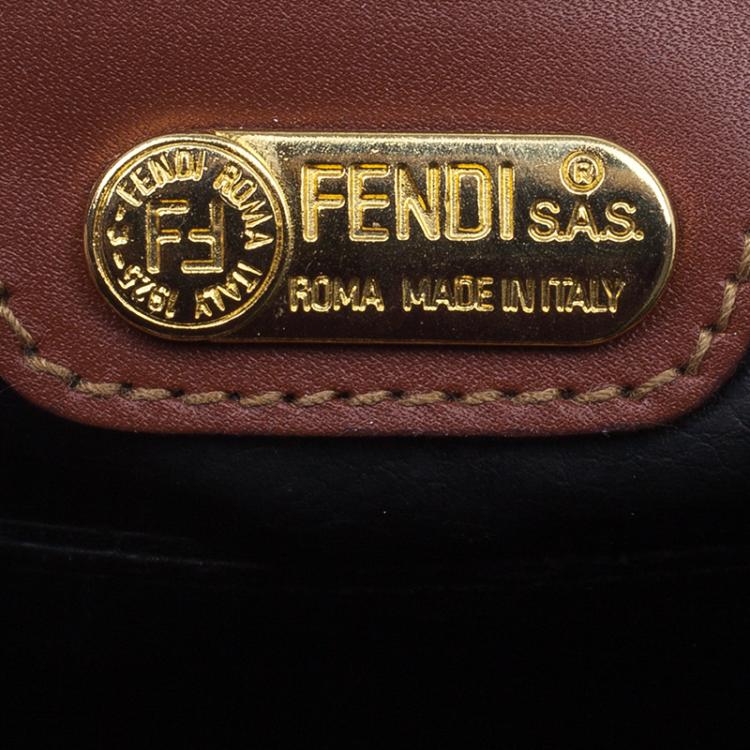 S-FENDI ROMA ITALY 1925-
FF
FENDI ®
S.A.S.
ROMA MADE IN ITALY